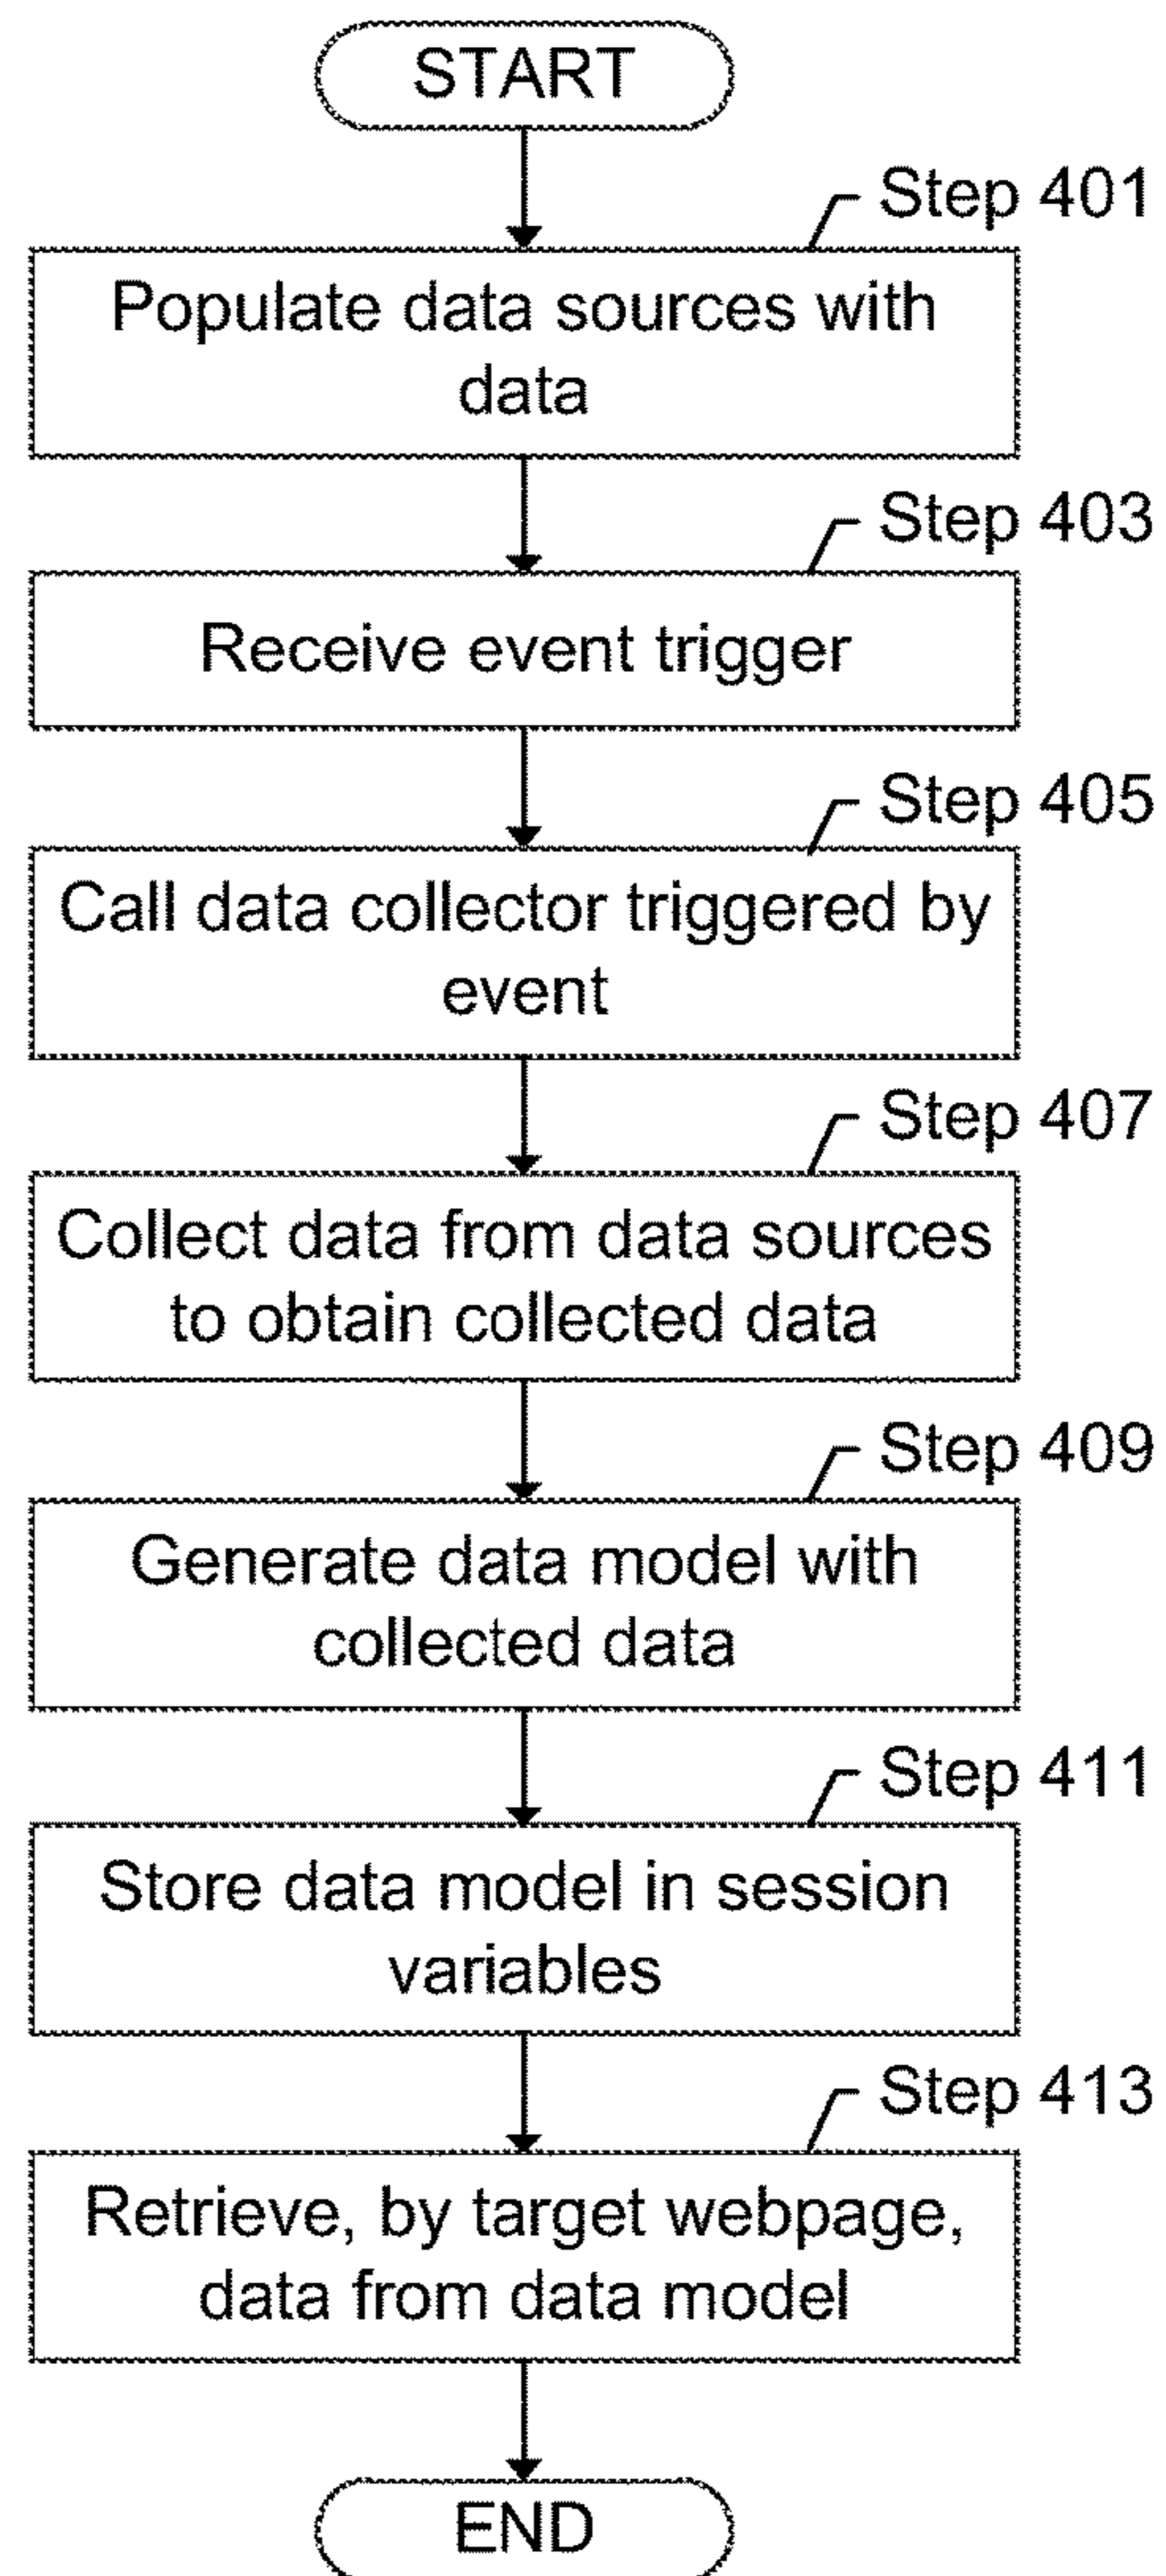 START
Step 401
Populate data sources with
data
Step 403
Receive event trigger
Step 405
Call data collector triggered by
event
Step 407
Collect data from data sources
to obtain collected data
Step 409
Generate data model with
collected data
Step 411
Store data model in session
variables
Step 413
Retrieve, by target webpage,
data from data model
END